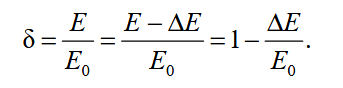 δ = E/E₀ = (E − ΔE)/E₀ = 1 − ΔE/E₀.